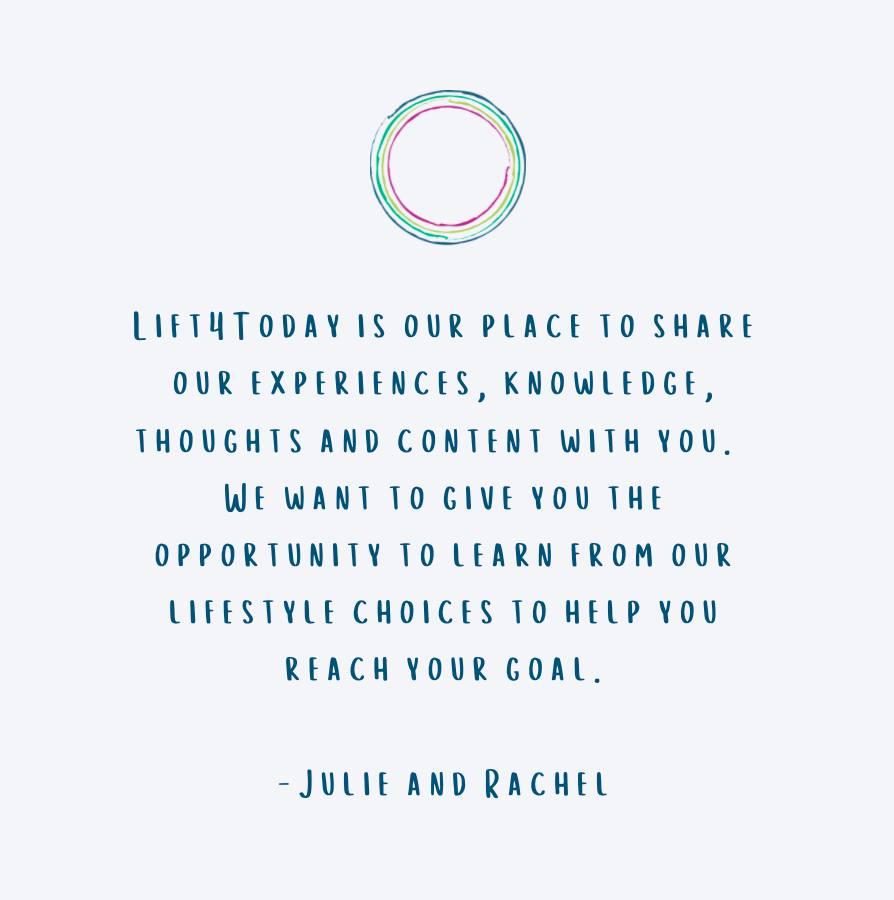 Lift4Today is our place to share
our experiences, knowledge,
thoughts and content with you.
We want to give you the
opportunity to learn from our
lifestyle choices to help you
reach your goal.
-Julie and Rachel